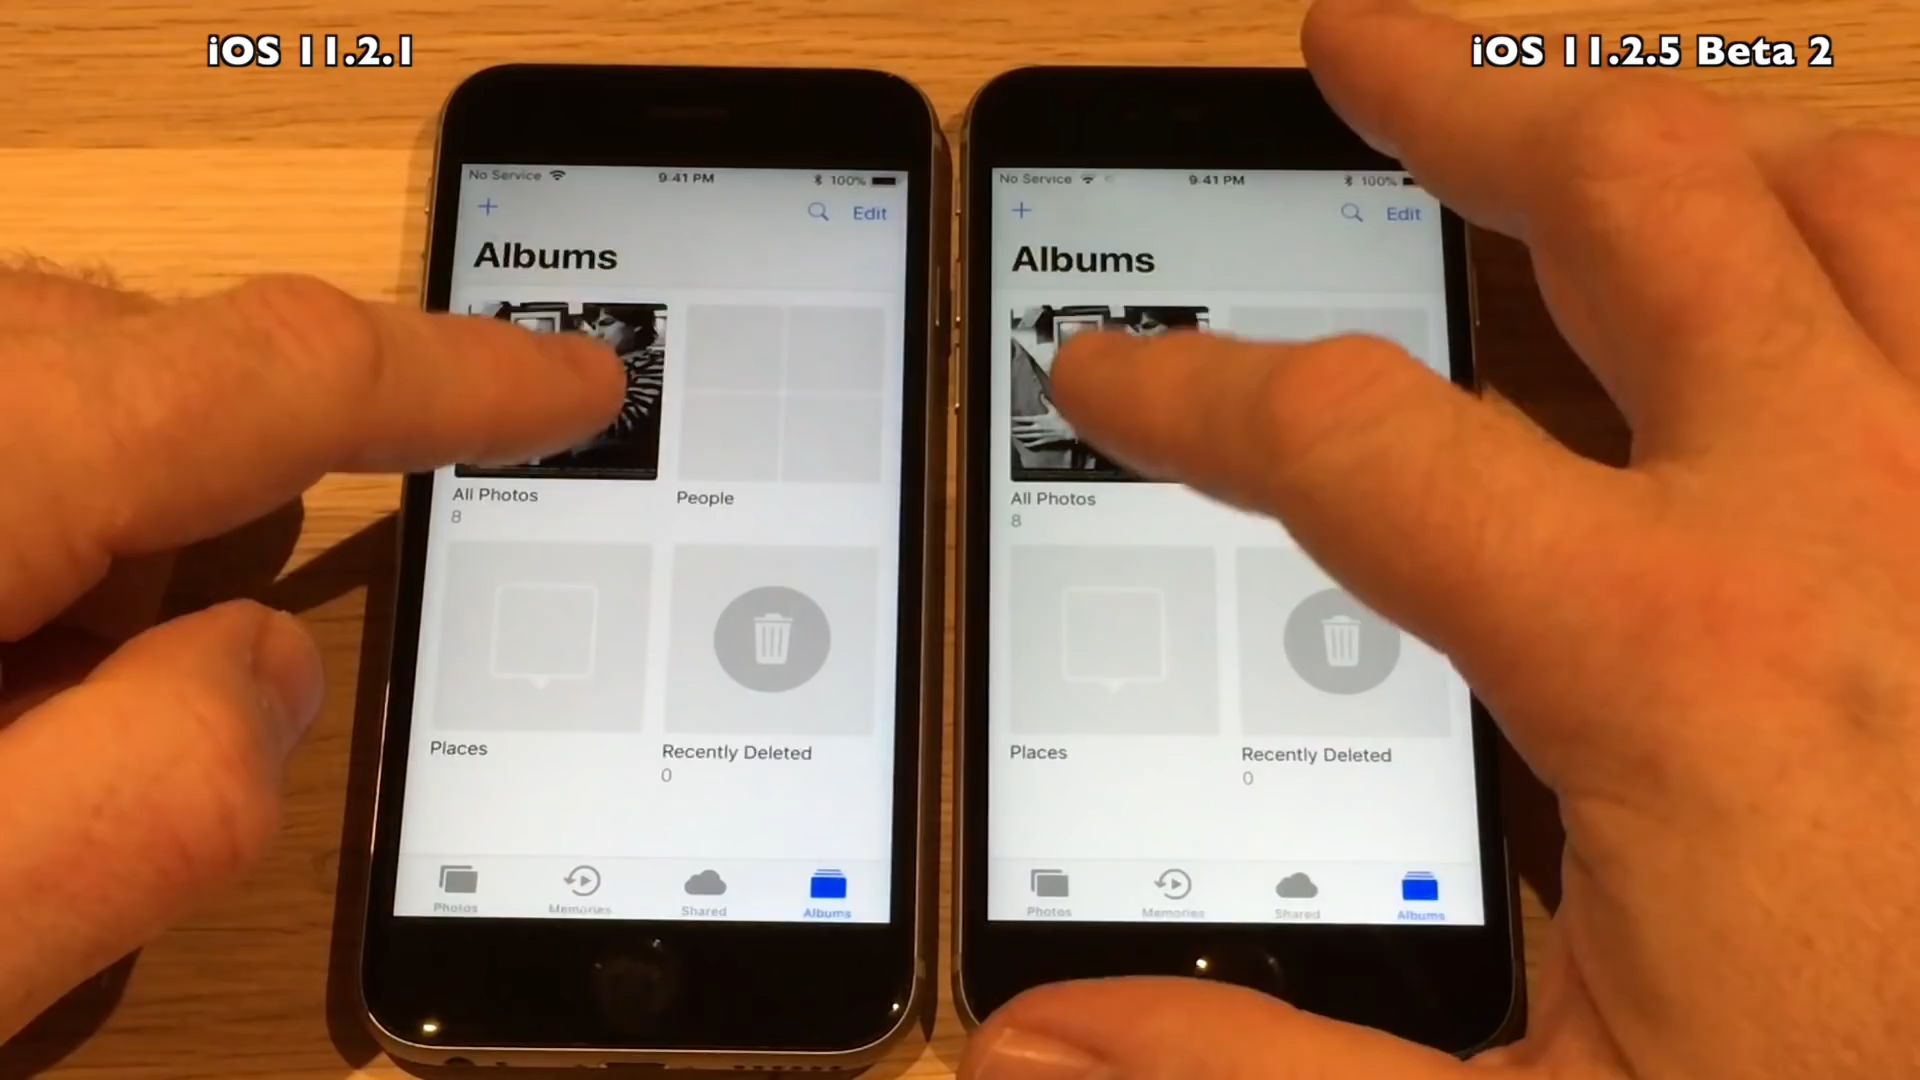 iOS 11.2.1
iOS 11.2.5 Beta 2
No Service 9:41 PM 100%
Edit
Albums
All Photos
8
People
Places
Recently Deleted
0
Photos Memories Shared Albums
No Service 9:41 PM 100%
Edit
Albums
All Photos
8
Places
Recently Deleted
0
Photos Memories Shared Albums